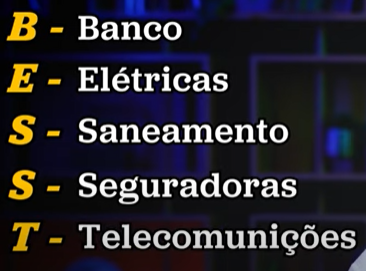 B - Banco
E - Elétricas
S - Saneamento
S - Seguradoras
T - Telecomunições